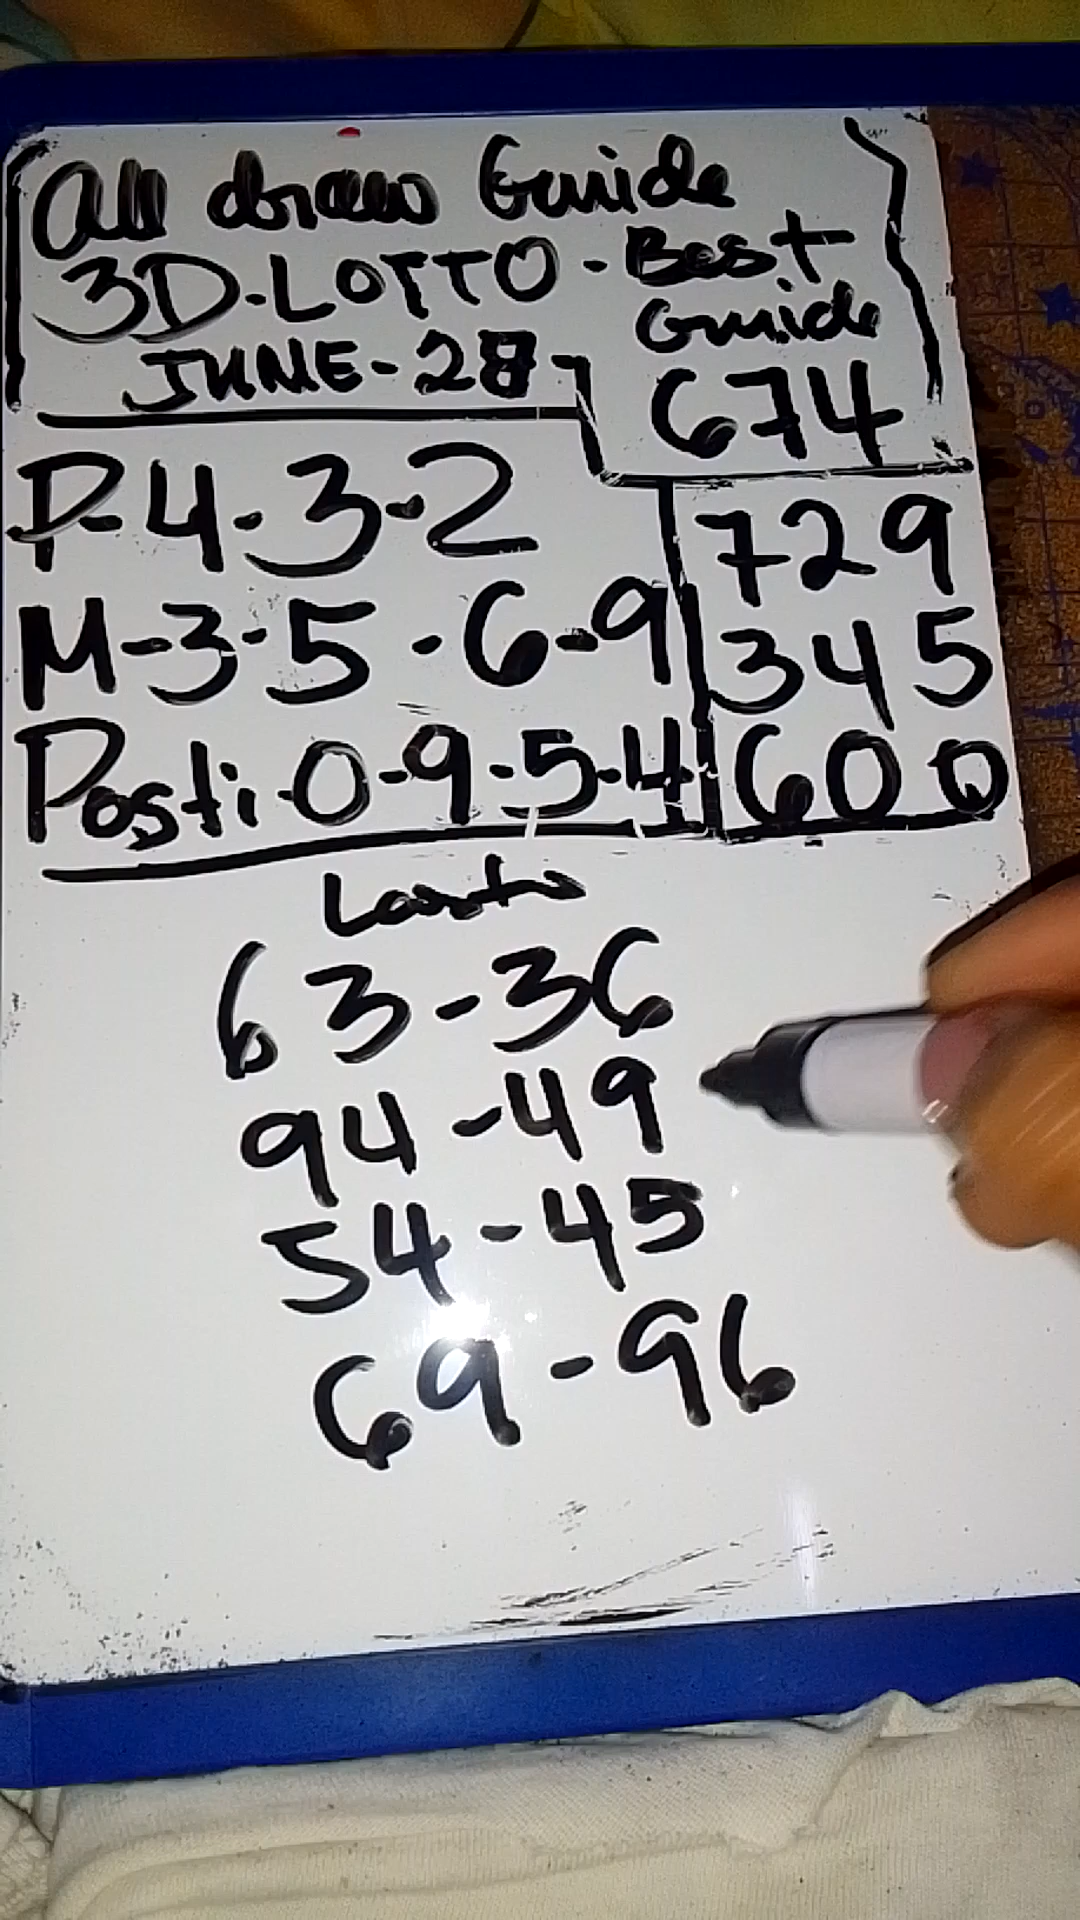 All draw Guide
3D-LOTTO - Best
Guide
JUNE-28-
674
P-4-3-2
729
M-3-5-6-9
345
Posti-0-9-5-4
600
63-36
94-49
54-45
69-96